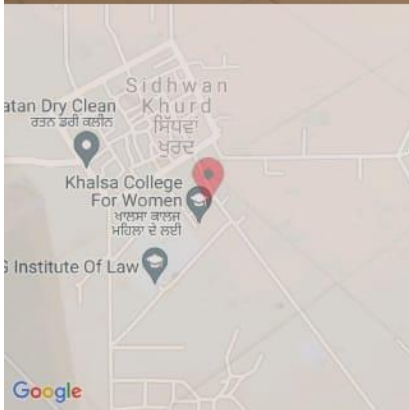 Sidhwan
Khurd
ਸਿੱਧਵਾਂ
ਖੁਰਦ
atan Dry Clean
ਰਤਨ ਡਰੀ ਕਲੀਨ
Khalsa College
For Women
ਖਾਲਸਾ ਕਾਲਜ
ਮਹਿਲਾ ਦੇ ਲਈ
G Institute Of Law
Google